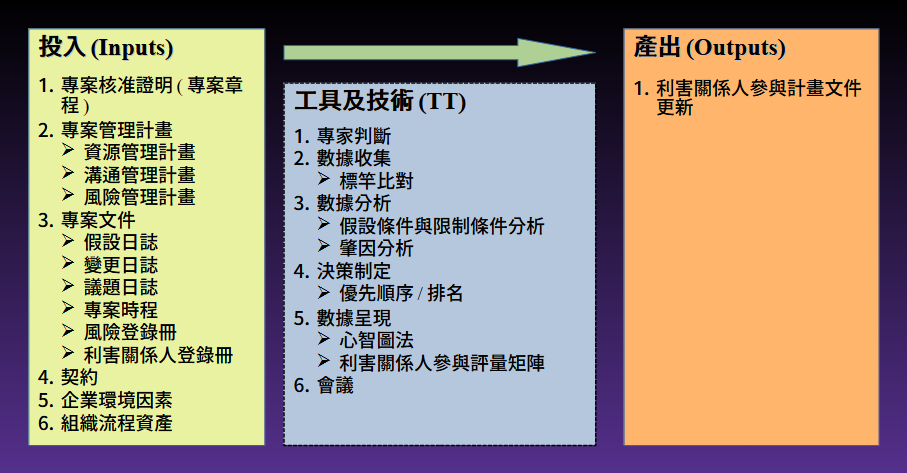 投入 (Inputs)
1. 專案核准證明 ( 專案章
程 )
2. 專案管理計畫
➢ 資源管理計畫
➢ 溝通管理計畫
➢ 風險管理計畫
3. 專案文件
➢ 假設日誌
➢ 變更日誌
➢ 議題日誌
➢ 專案時程
➢ 風險登錄冊
➢ 利害關係人登錄冊
4. 契約
5. 企業環境因素
6. 組織流程資產
工具及技術 (TT)
1. 專家判斷
2. 數據收集
➢ 標竿比對
3. 數據分析
➢ 假設條件與限制條件分析
➢ 肇因分析
4. 決策制定
➢ 優先順序 / 排名
5. 數據呈現
➢ 心智圖法
➢ 利害關係人參與評量矩陣
6. 會議
產出 (Outputs)
1. 利害關係人參與計畫文件
更新